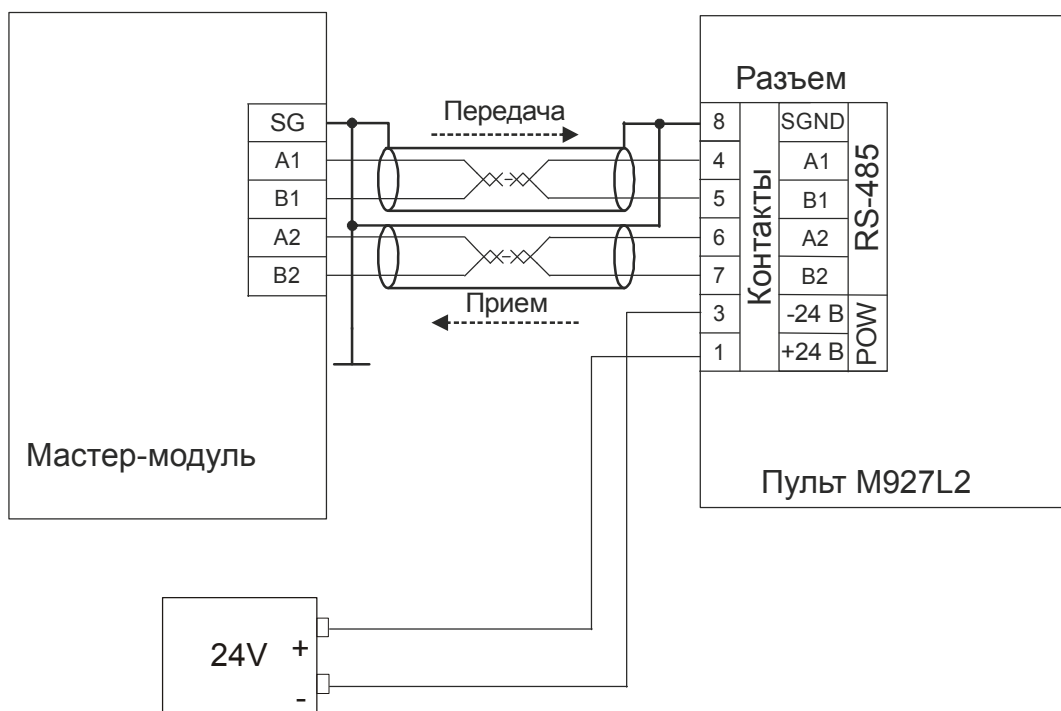 Разъем
Передача
SG
A1
B1
A2
B2
8 SGND
4 A1
5 B1
6 A2
7 B2
3 -24 В
1 +24 В
Контакты
RS-485
POW
Прием
Мастер-модуль
Пульт M927L2
24V +
-